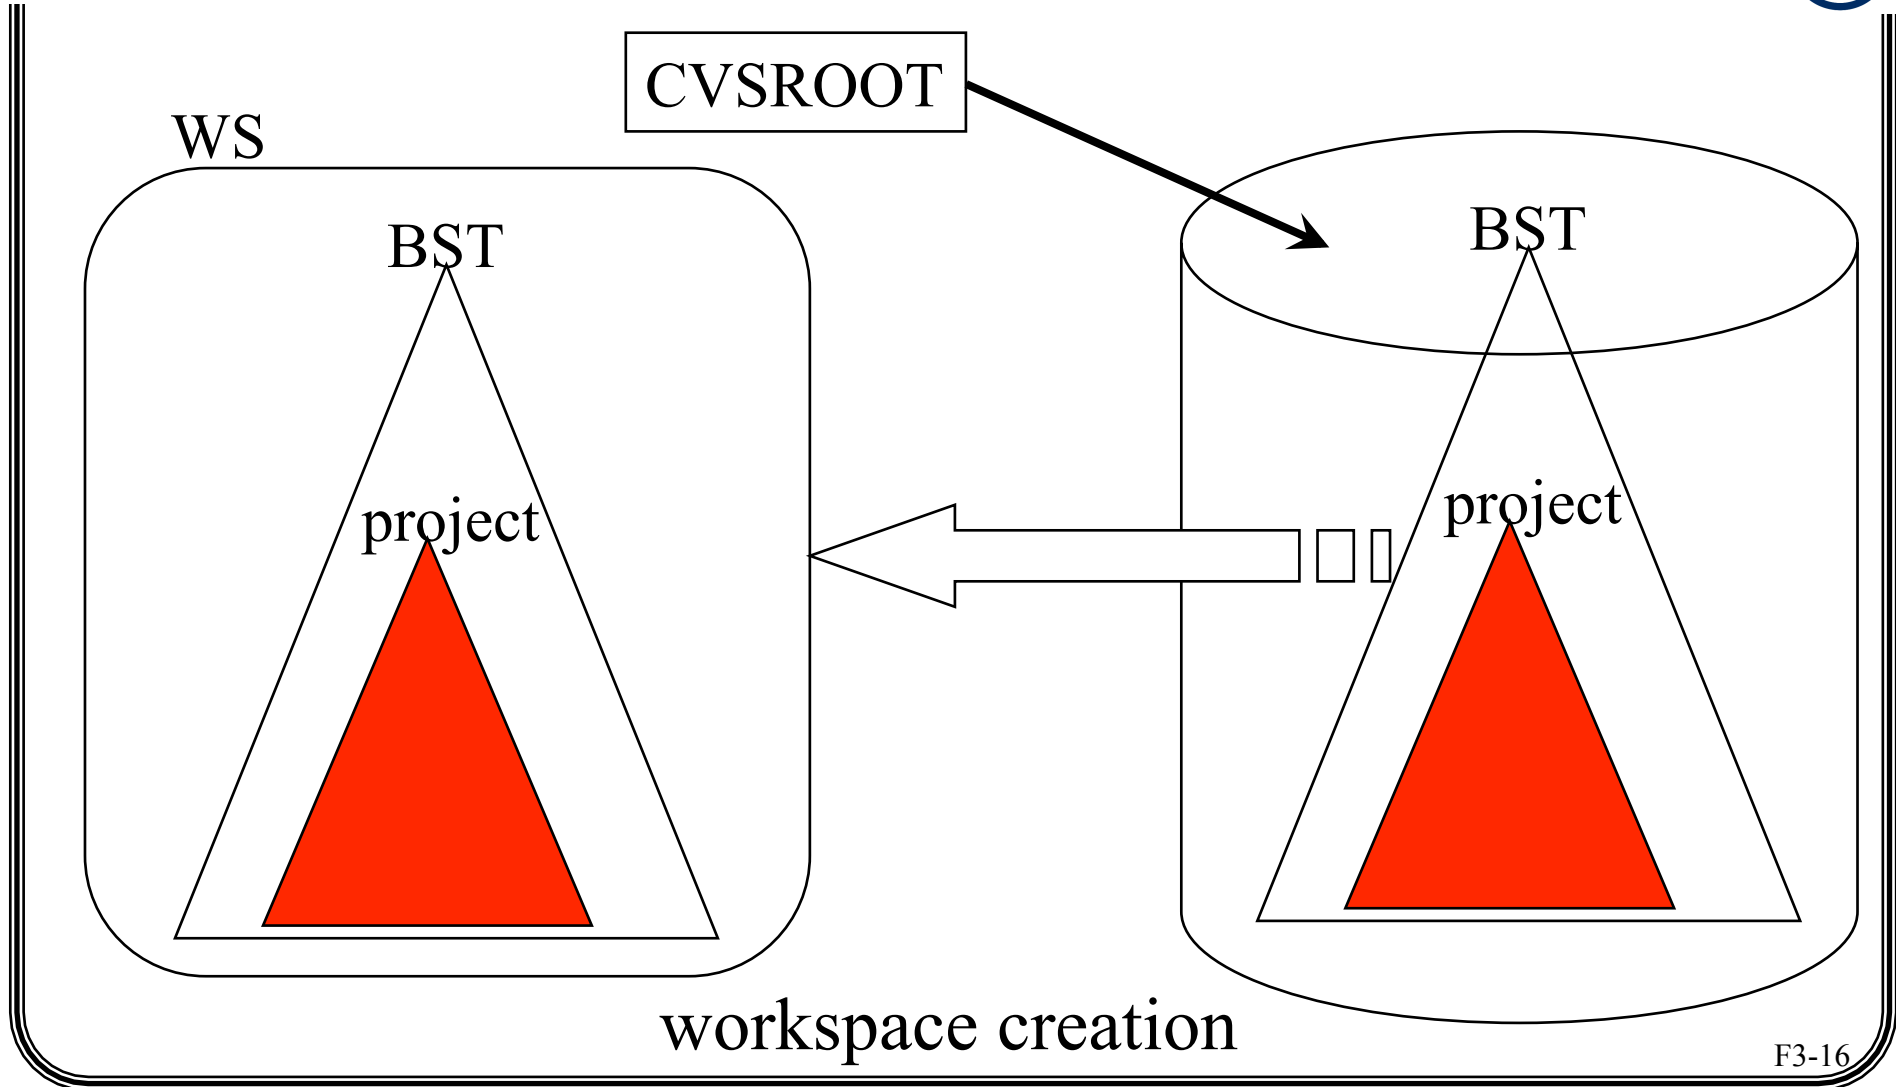 CVSROOT
WS
BST
BST
project
project
workspace creation
F3-16